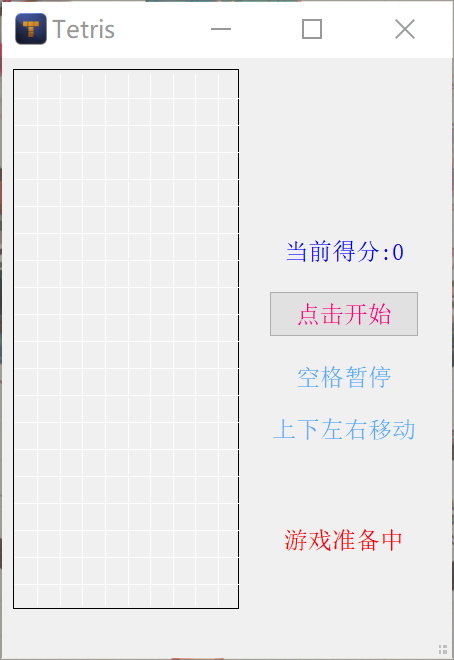 Tetris
当前得分:0
点击开始
空格暂停
上下左右移动
游戏准备中